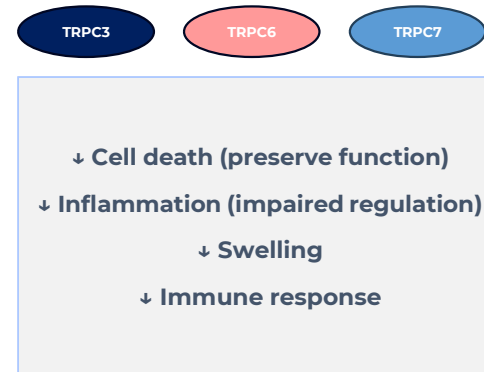 TRPC3 TRPC6 TRPC7
↓ Cell death (preserve function)
↓ Inflammation (impaired regulation)
↓ Swelling
↓ Immune response